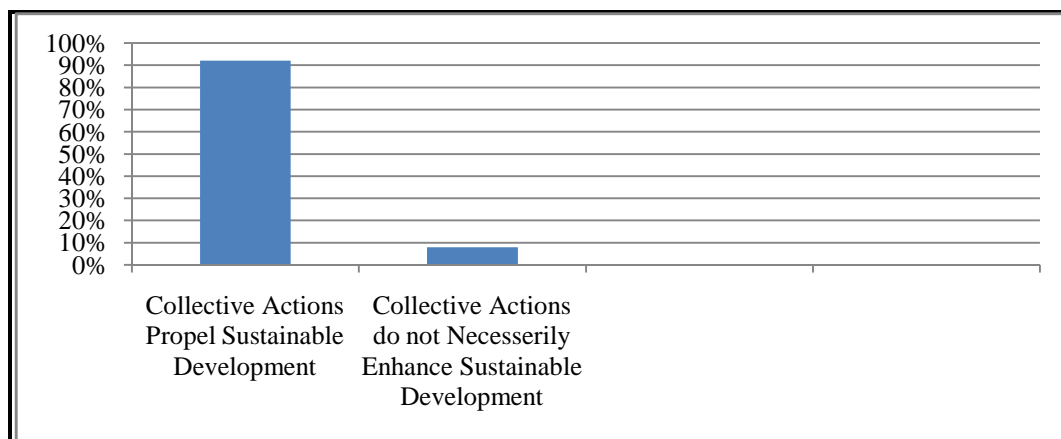 100%
90%
80%
70%
60%
50%
40%
30%
20%
10%
0%
Collective Actions
Propel Sustainable
Development
Collective Actions
do not Necesserily
Enhance Sustainable
Development